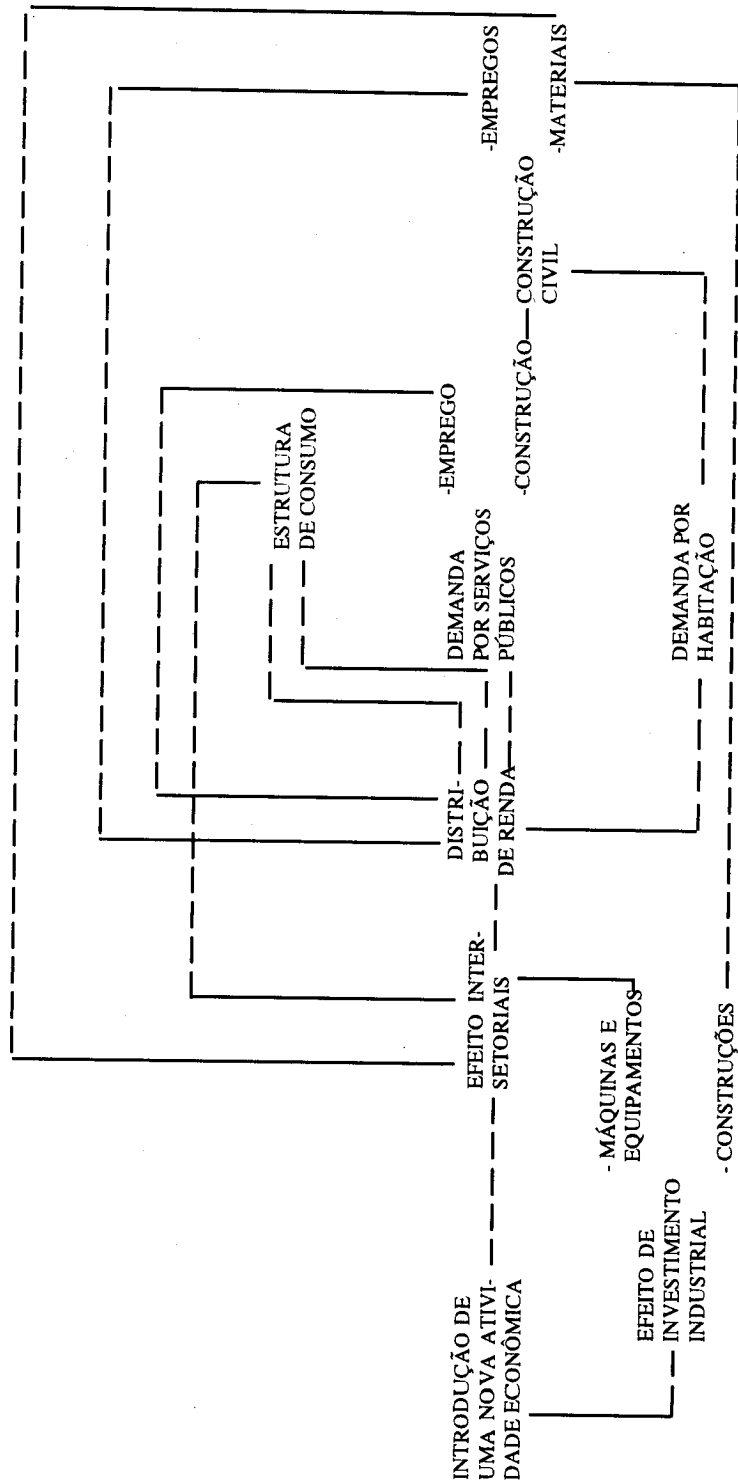 INTRODUÇÃO DE
UMA NOVA ATIVI-
DADE ECONÔMICA
EFEITO DE
INVESTIMENTO
INDUSTRIAL
- MÁQUINAS E
EQUIPAMENTOS
- CONSTRUÇÕES
EFEITO INTER-
SETORIAIS
DISTRI-
BUIÇÃO
DE RENDA
ESTRUTURA
DE CONSUMO
DEMANDA
POR SERVIÇOS
PÚBLICOS
DEMANDA POR
HABITAÇÃO
-EMPREGO
-CONSTRUÇÃO
CONSTRUÇÃO
CIVIL
-EMPREGOS
-MATERIAIS